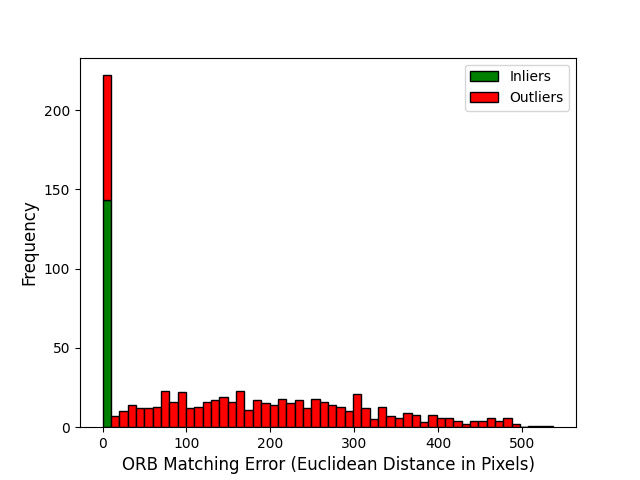 Inliers
Outliers
200
150
100
50
0
Frequency
0 100 200 300 400 500
ORB Matching Error (Euclidean Distance in Pixels)